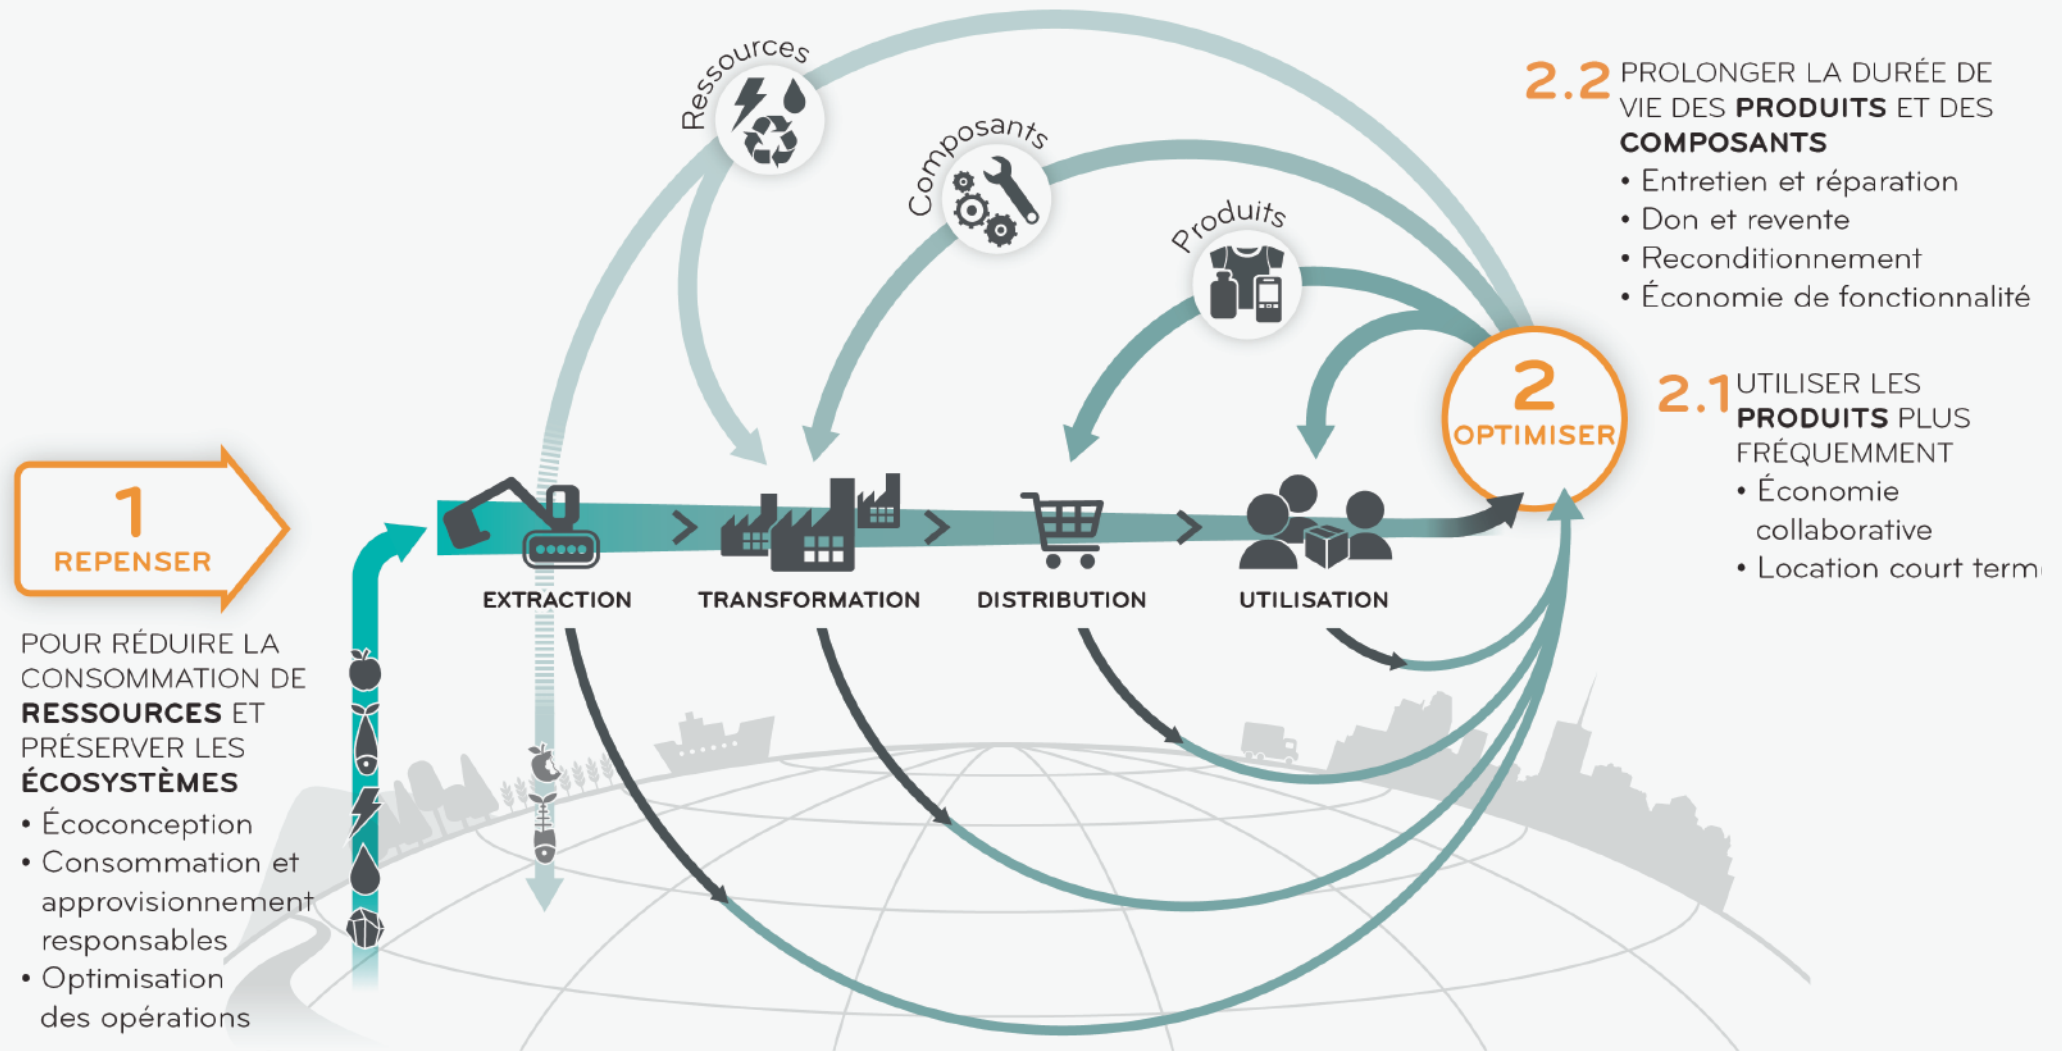 Ressources
Composants
Produits
2.2 PROLONGER LA DURÉE DE
VIE DES PRODUITS ET DES
COMPOSANTS
• Entretien et réparation
• Don et revente
• Reconditionnement
• Économie de fonctionnalité
2
OPTIMISER
2.1 UTILISER LES
PRODUITS PLUS
FRÉQUEMMENT
• Économie
collaborative
• Location court term
1
REPENSER
EXTRACTION
TRANSFORMATION
DISTRIBUTION
UTILISATION
POUR RÉDUIRE LA
CONSOMMATION DE
RESSOURCES ET
PRÉSERVER LES
ÉCOSYSTÈMES
• Écoconception
• Consommation et
approvisionnement
responsables
• Optimisation
des opérations